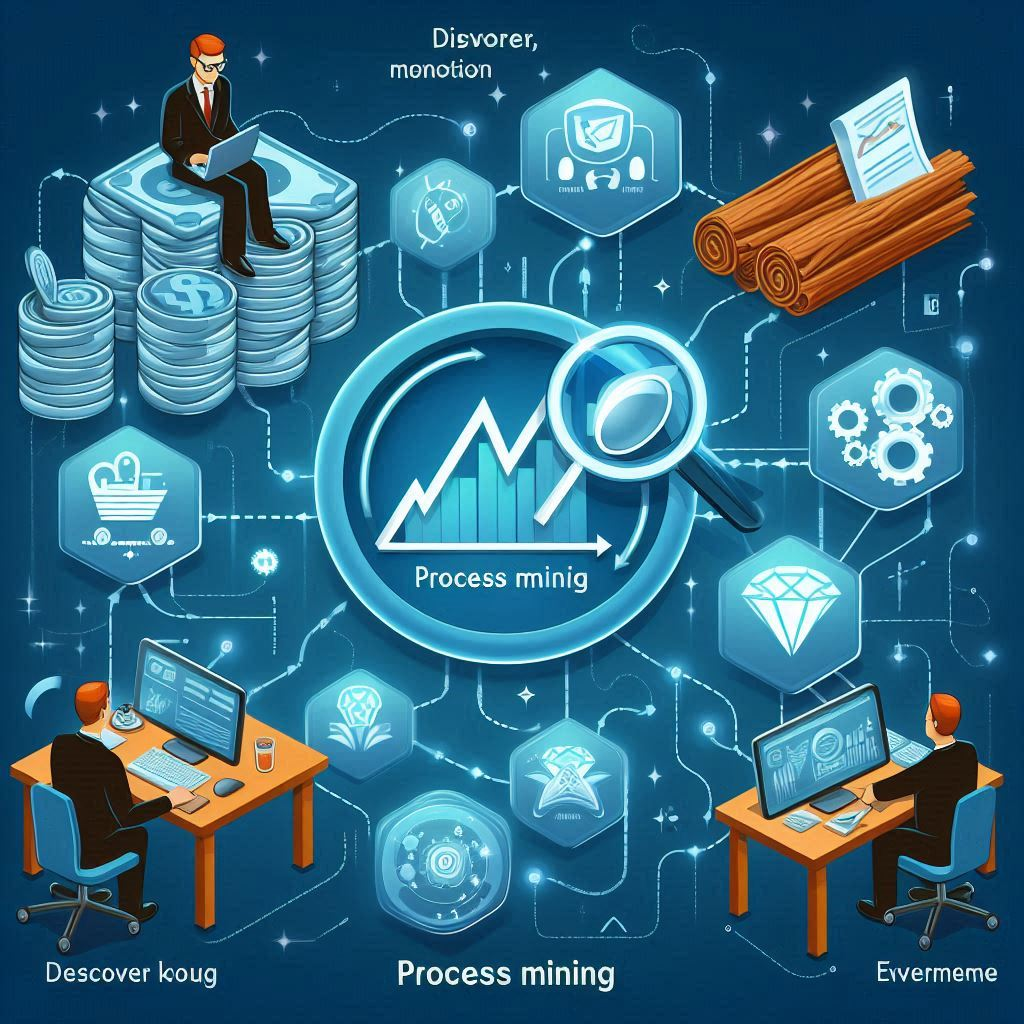 Disvorer,
monotion
Process minig
Descover koug
Process mining
Evermeme